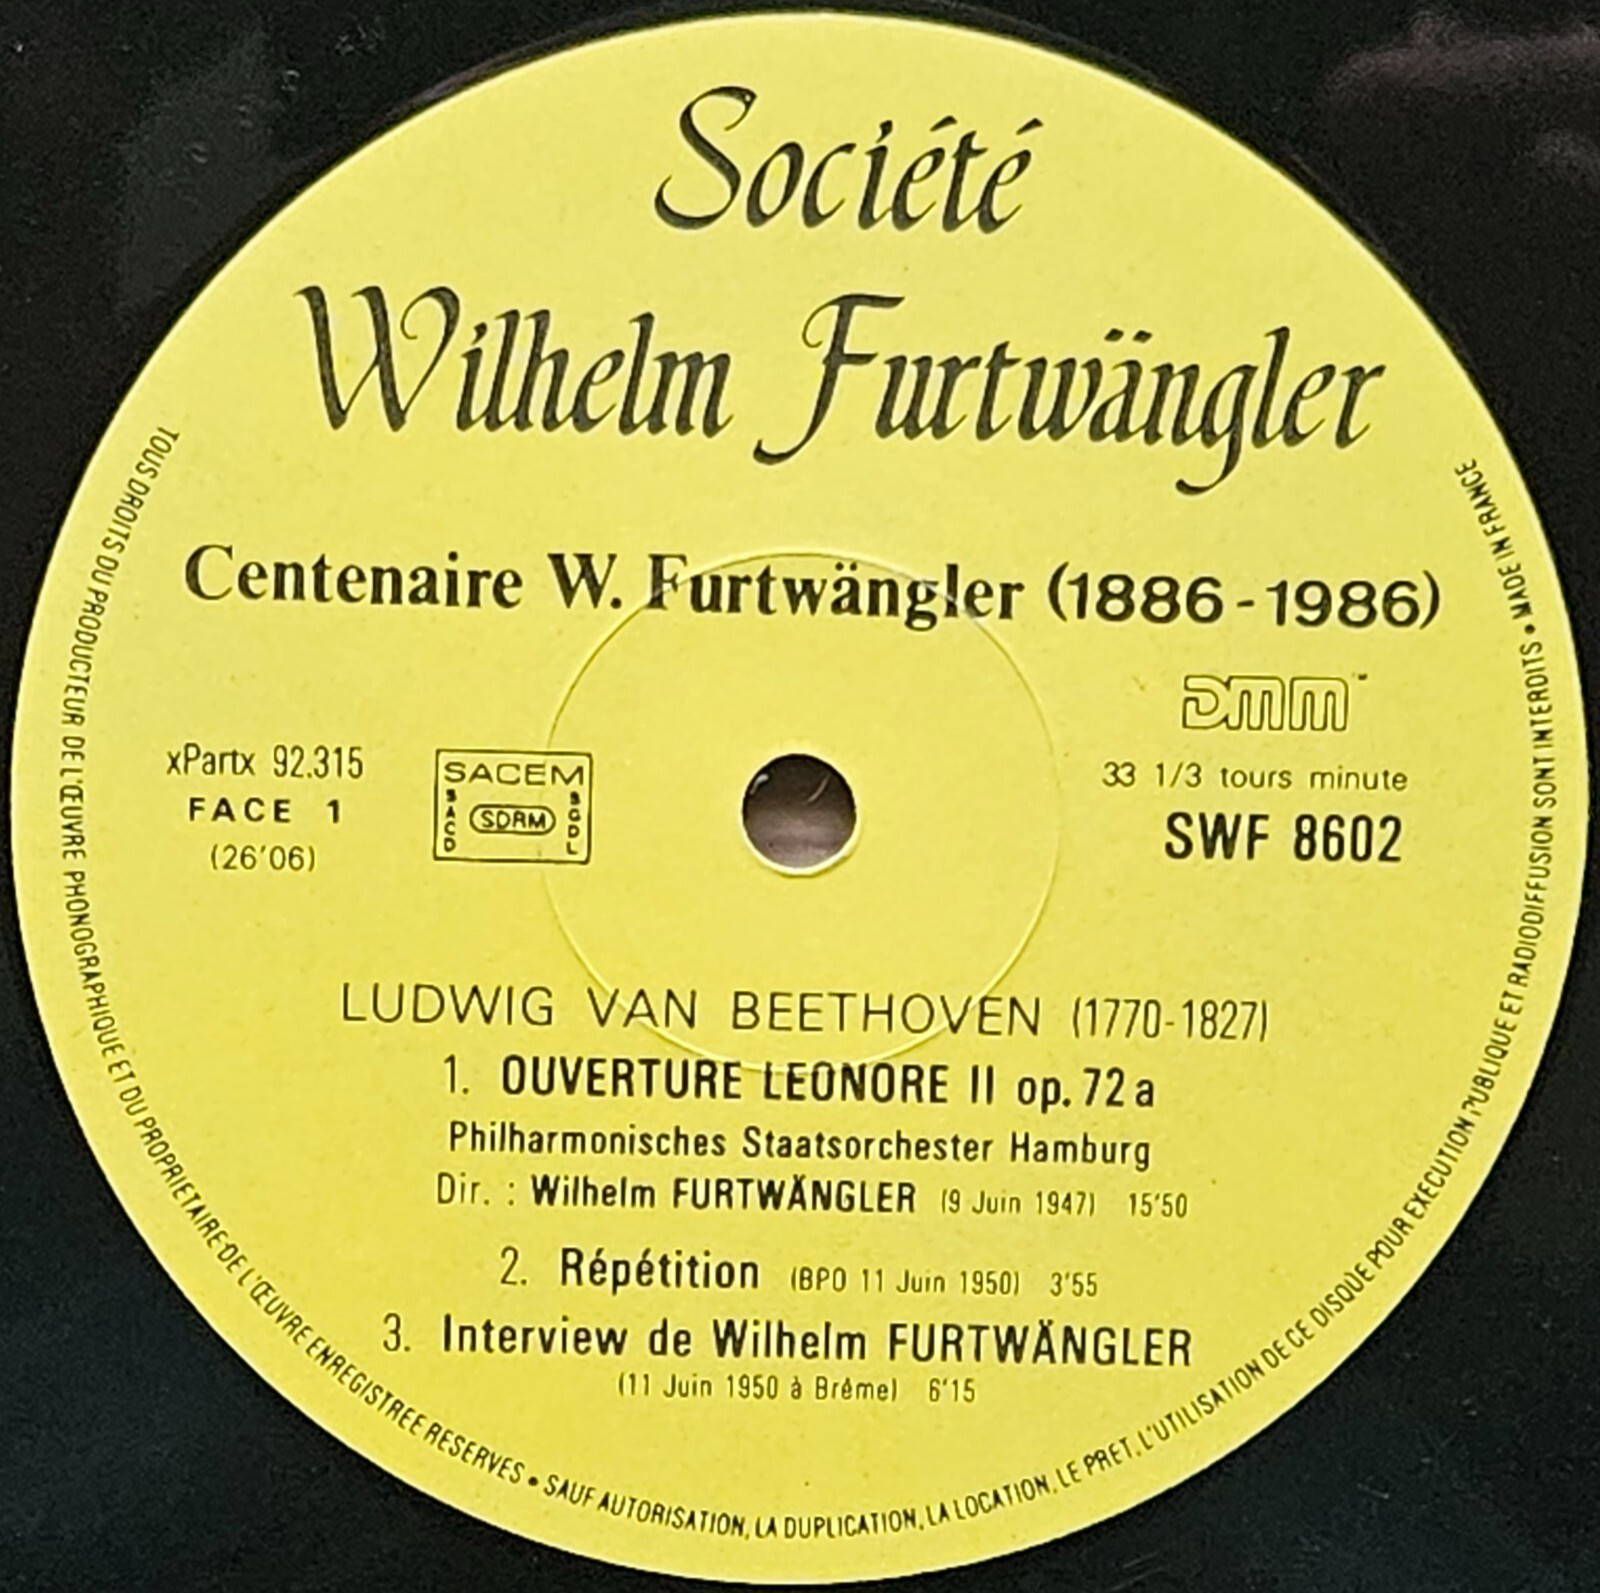 Société
Wilhelm Furtwängler
Centenaire W. Furtwängler (1886-1986)
DMM
xPartx 92.315
FACE 1
(26'06)
SACEM
SACD
SDRM
SGDL
33 1/3 tours minute
SWF 8602
LUDWIG VAN BEETHOVEN (1770-1827)
1. OUVERTURE LEONORE II op. 72 a
Philharmonisches Staatsorchester Hamburg
Dir. : Wilhelm FURTWÄNGLER (9 Juin 1947) 15'50
2. Répétition (BPO 11 Juin 1950) 3'55
3. Interview de Wilhelm FURTWÄNGLER
(11 Juin 1950 à Brême) 6'15
TOUS DROITS DU PRODUCTEUR DE L'ŒUVRE PHONOGRAPHIQUE ET DU PROPRIETAIRE DE L'ŒUVRE ENREGISTREE RESERVES • SAUF AUTORISATION, LA DUPLICATION, LA LOCATION, LE PRET, L'UTILISATION DE CE DISQUE POUR EXECUTION PUBLIQUE ET RADIODIFFUSION SONT INTERDITS • MADE IN FRANCE